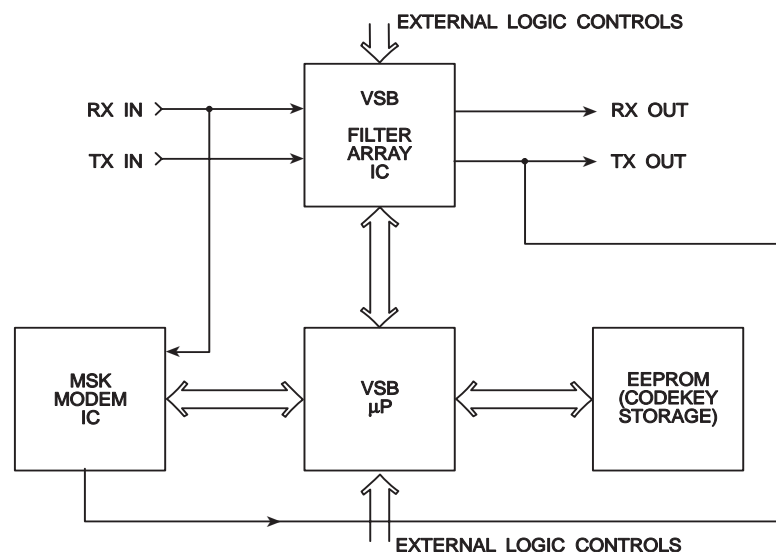 EXTERNAL LOGIC CONTROLS
VSB
FILTER
ARRAY
IC
RX IN
RX OUT
TX IN
TX OUT
MSK
MODEM
IC
VSB
µP
EEPROM
(CODEKEY
STORAGE)
EXTERNAL LOGIC CONTROLS